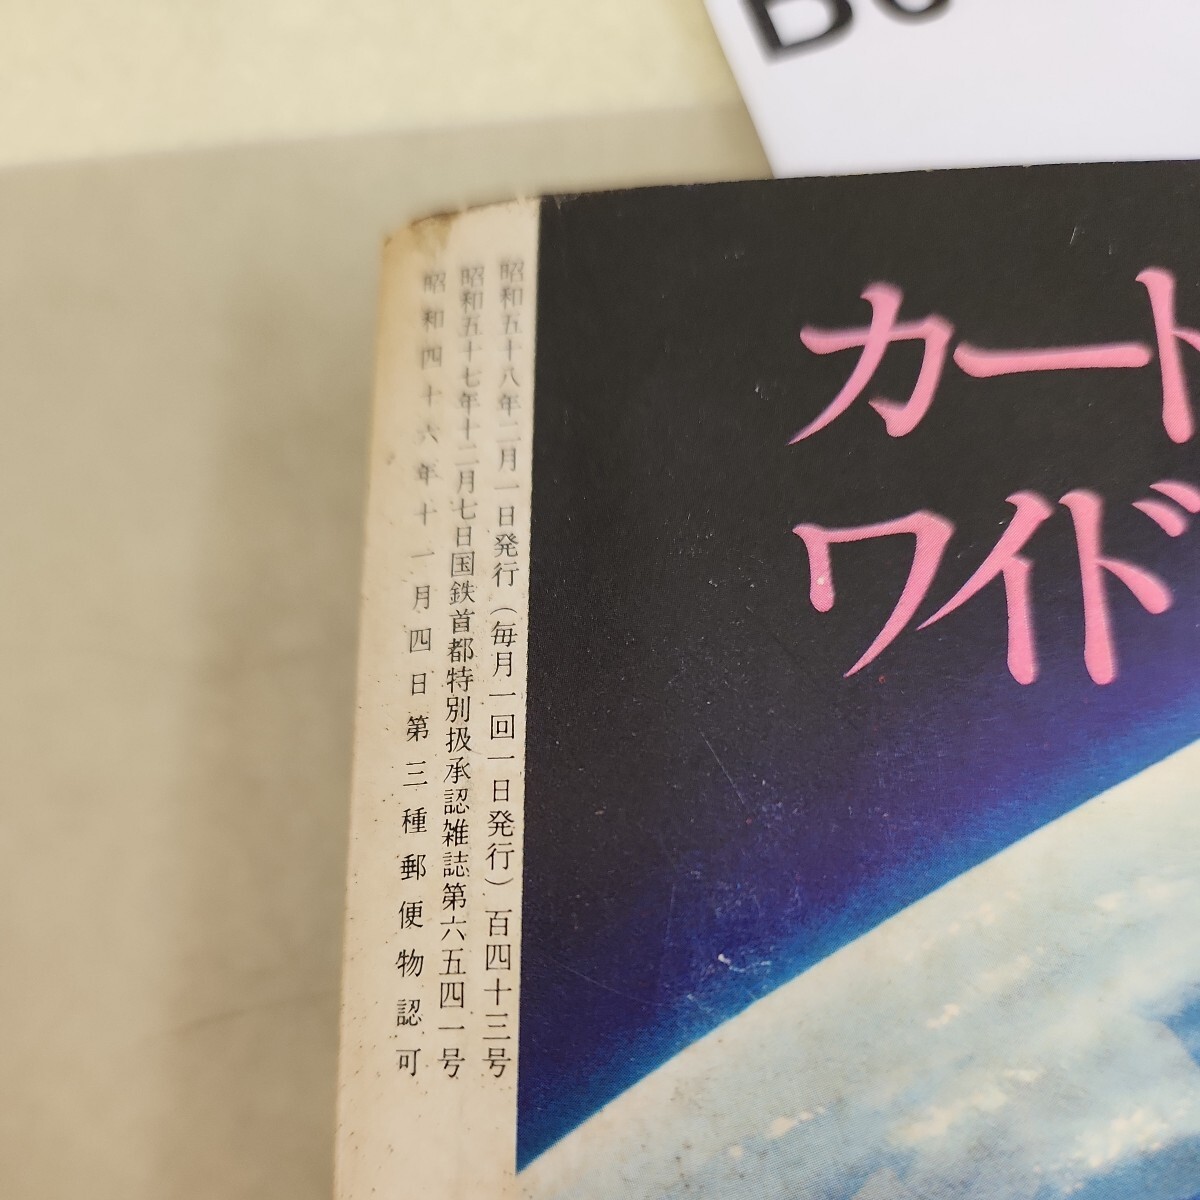 昭和五十八年二月一日発行（毎月一回一日発行）百四十三号
昭和五十七年十二月七日国鉄首都特別扱承認雑誌第六五四一号
昭和四十六年十一月四日第三種郵便物認可
カート
ワイド